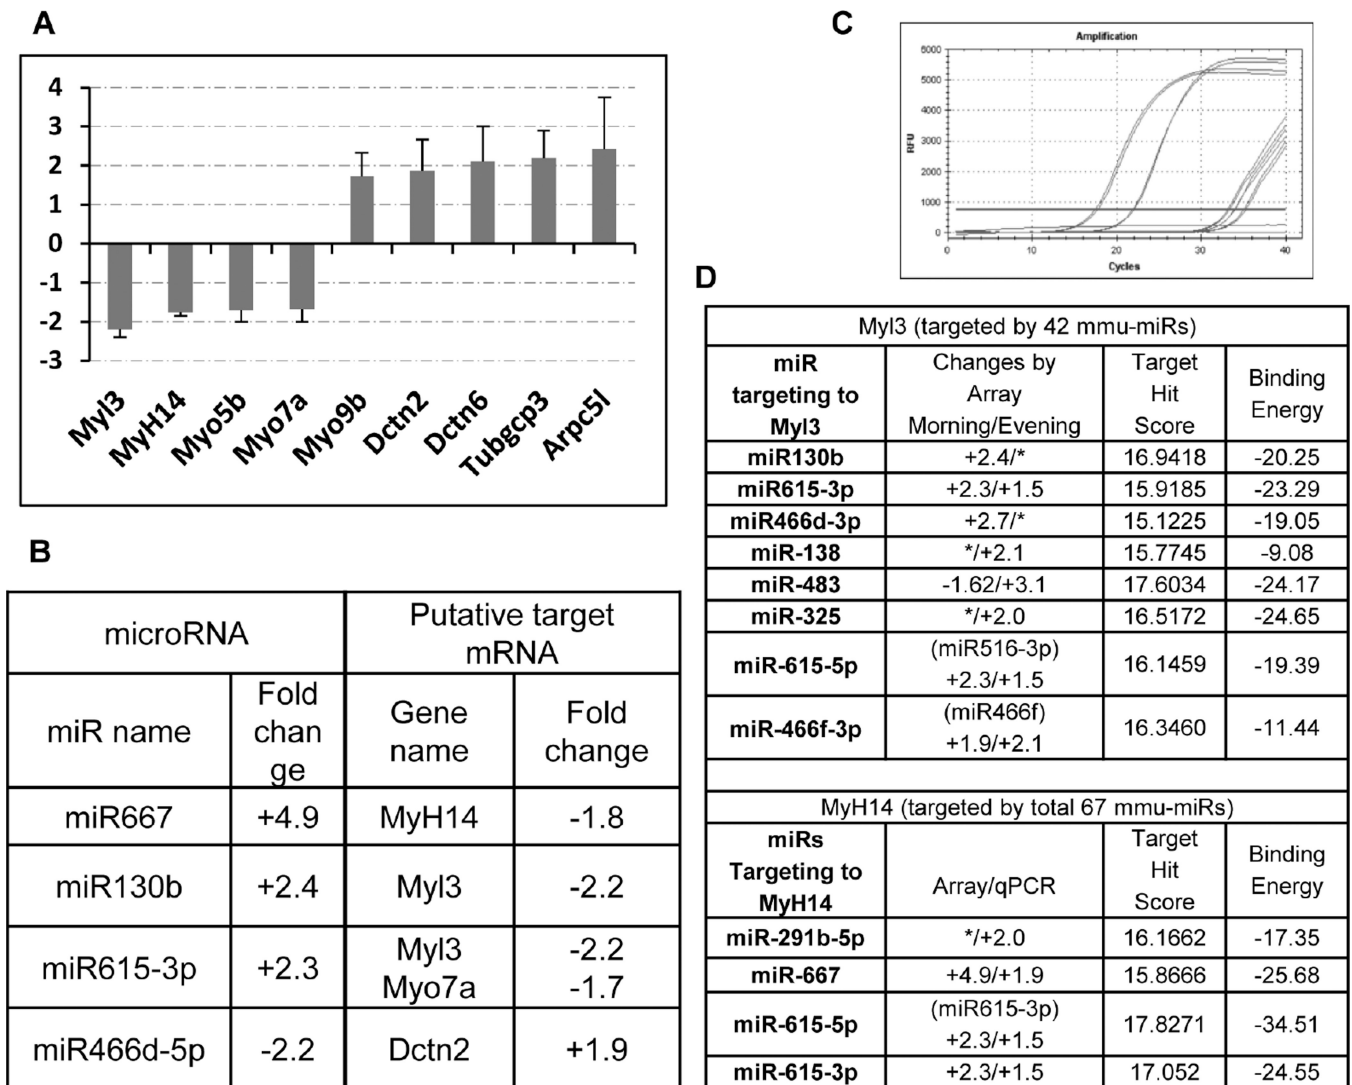 A
4
3
2
1
0
-1
-2
-3
Myl3
MyH14
Myo5b
Myo7a
Myo9b
Dctn2
Dctn6
Tubgcp3
Arpc5l
B
microRNA
Putative target
mRNA
miR name
Fold
chan
ge
Gene
name
Fold
change
miR667
+4.9
MyH14
-1.8
miR130b
+2.4
Myl3
-2.2
miR615-3p
+2.3
Myl3
Myo7a
-2.2
-1.7
miR466d-5p
-2.2
Dctn2
+1.9
C
Amplification
6000
5000
4000
3000
2000
1000
0
RFU
0
10
20
30
40
Cycles
D
Myl3 (targeted by 42 mmu-miRs)
miR
targeting to
Myl3
Changes by
Array
Morning/Evening
Target
Hit
Score
Binding
Energy
miR130b
+2.4/*
16.9418
-20.25
miR615-3p
+2.3/+1.5
15.9185
-23.29
miR466d-3p
+2.7/*
15.1225
-19.05
miR-138
*/+2.1
15.7745
-9.08
miR-483
-1.62/+3.1
17.6034
-24.17
miR-325
*/+2.0
16.5172
-24.65
miR-615-5p
(miR516-3p)
+2.3/+1.5
16.1459
-19.39
miR-466f-3p
(miR466f)
+1.9/+2.1
16.3460
-11.44
MyH14 (targeted by total 67 mmu-miRs)
miRs
Targeting to
MyH14
Array/qPCR
Target
Hit
Score
Binding
Energy
miR-291b-5p
*/+2.0
16.1662
-17.35
miR-667
+4.9/+1.9
15.8666
-25.68
miR-615-5p
(miR615-3p)
+2.3/+1.5
17.8271
-34.51
miR-615-3p
+2.3/+1.5
17.052
-24.55